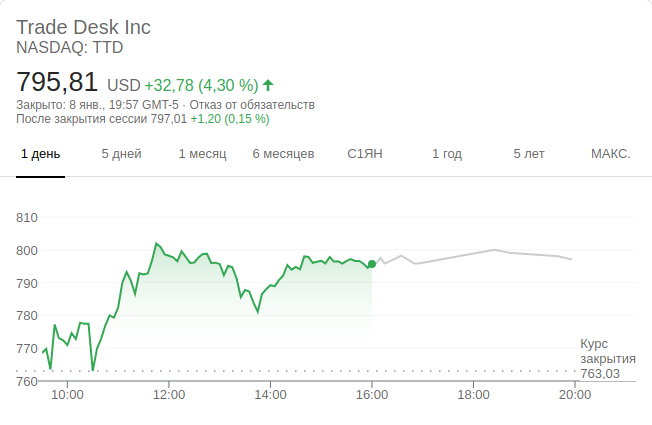 Trade Desk Inc
NASDAQ: TTD
795,81 USD +32,78 (4,30 %)
Закрыто: 8 янв., 19:57 GMT-5 · Отказ от обязательств
После закрытия сессии 797,01 +1,20 (0,15 %)
1 день 5 дней 1 месяц 6 месяцев С1ЯН 1 год 5 лет МАКС.
810
800
790
780
770
Курс
закрытия
763,03
760
10:00 12:00 14:00 16:00 18:00 20:00